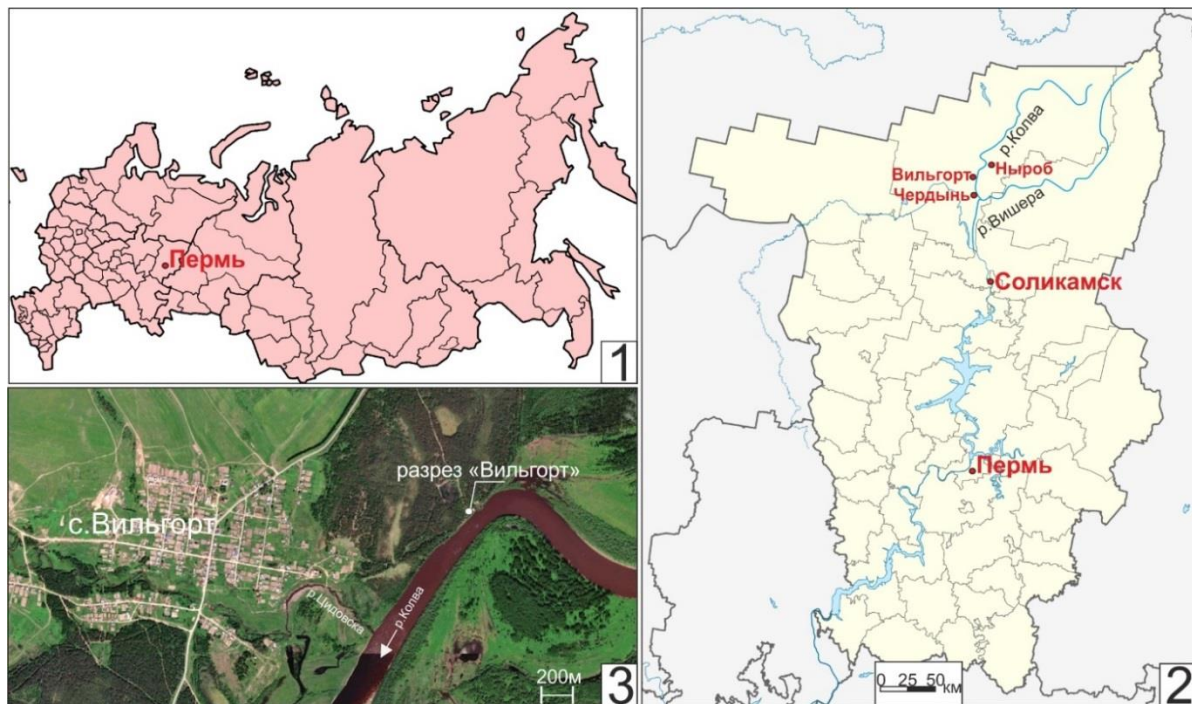 Пермь
1
р.Колва
Ныроб
Вильгорт
Чердынь
р.Вишера
Соликамск
Пермь
0 25 50
км
2
разрез «Вильгорт»
с.Вильгорт
р.Цидовка
р.Колва
200м
3